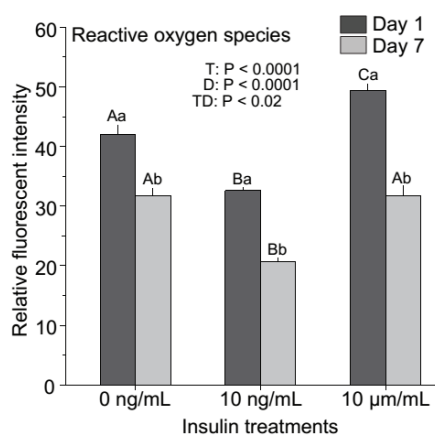 Reactive oxygen species
Day 1
Day 7
T: P < 0.0001
D: P < 0.0001
TD: P < 0.02
Relative fluorescent intensity
60
50
40
30
20
10
0
Aa
Ab
Ba
Bb
Ca
Ab
0 ng/mL
10 ng/mL
10 µm/mL
Insulin treatments